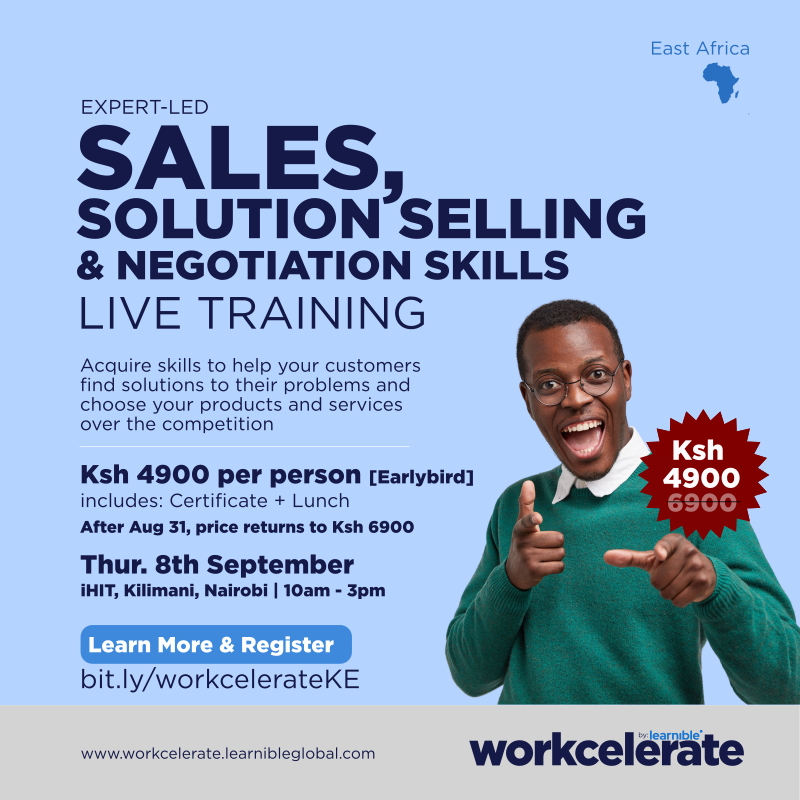 East Africa
EXPERT-LED
SALES,
SOLUTION SELLING
& NEGOTIATION SKILLS
LIVE TRAINING
Acquire skills to help your customers
find solutions to their problems and
choose your products and services
over the competition
Ksh 4900 per person [Earlybird]
includes: Certificate + Lunch
After Aug 31, price returns to Ksh 6900
Thur. 8th September
iHIT, Kilimani, Nairobi | 10am - 3pm
Ksh
4900
6900
Learn More & Register
bit.ly/workcelerateKE
www.workcelerate.learnibleglobal.com
by: learnible
workcelerate